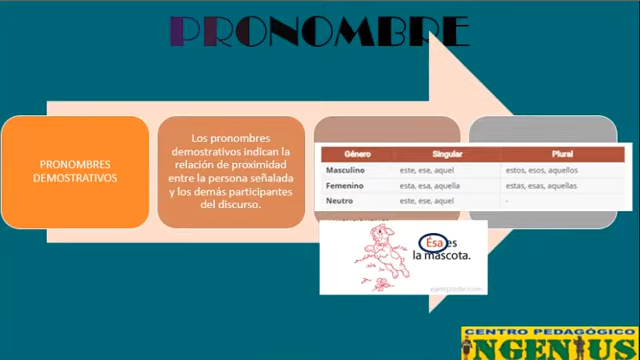 PRONOMBRE
PRONOMBRES
DEMOSTRATIVOS
Los pronombres
demostrativos indican la
relación de proximidad
entre la persona señalada
y los demás participantes
del discurso.
Género Singular Plural
Masculino este, ese, aquel estos, esos, aquellos
Femenino esta, esa, aquella estas, esas, aquellas
Neutro este, ese, aquel -
Ésa es
la mascota.
CENTRO PEDAGÓGICO
INGENIUS